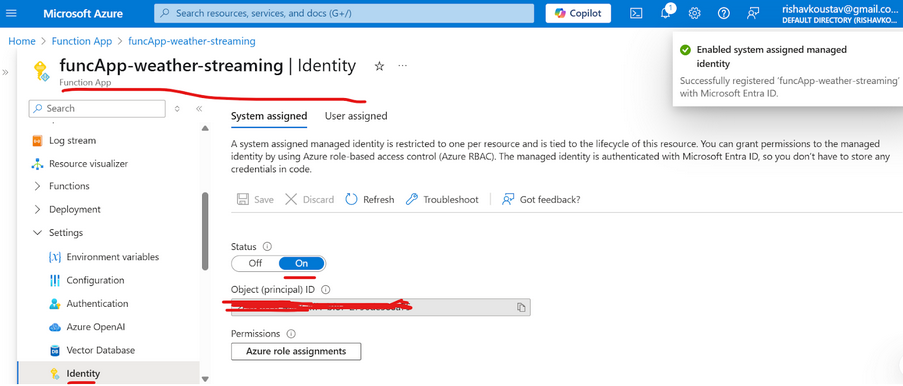 Microsoft Azure
Search resources, services, and docs (G+/)
Copilot
1
rishavkoustav@gmail.co...
DEFAULT DIRECTORY (RISHAVKO...
Home > Function App > funcApp-weather-streaming
funcApp-weather-streaming | Identity
Function App
Enabled system assigned managed
identity
Successfully registered 'funcApp-weather-streaming'
with Microsoft Entra ID.
Search
Log stream
Resource visualizer
Functions
Deployment
Settings
Environment variables
Configuration
Authentication
Azure OpenAI
Vector Database
Identity
System assigned User assigned
A system assigned managed identity is restricted to one per resource and is tied to the lifecycle of this resource. You can grant permissions to the managed
identity by using Azure role-based access control (Azure RBAC). The managed identity is authenticated with Microsoft Entra ID, so you don't have to store any
credentials in code.
Save Discard Refresh Troubleshoot Got feedback?
Status
Off On
Object (principal) ID
Permissions
Azure role assignments